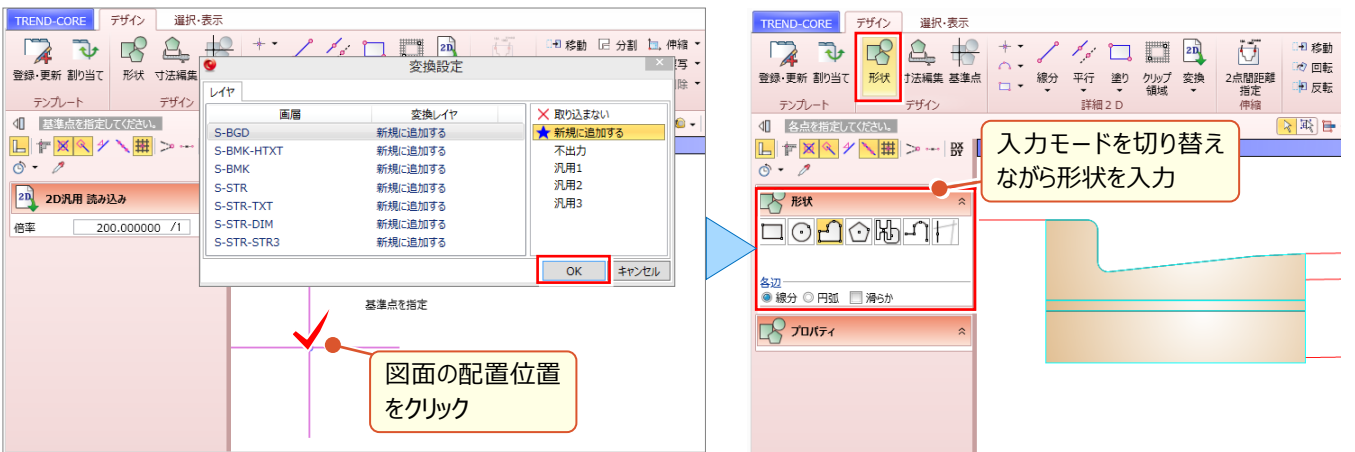 TREND-CORE デザイン 選択･表示
移動 分割 伸縮
登録･更新 割り当て 形状 寸法編集
テンプレート デザイン
変換設定
レイヤ
画層 変換レイヤ
S-BGD 新規に追加する
S-BMK-HTXT 新規に追加する
S-BMK 新規に追加する
S-STR 新規に追加する
S-STR-TXT 新規に追加する
S-STR-DIM 新規に追加する
S-STR-STR3 新規に追加する
取り込まない
新規に追加する
不出力
汎用1
汎用2
汎用3
OK キャンセル
基準点を指定してください。
2D汎用 読み込み
倍率 200.000000 /1
基準点を指定
図面の配置位置
をクリック
TREND-CORE デザイン 選択･表示
登録･更新 割り当て 形状 寸法編集 基準点 線分 平行 塗り クリップ領域 変換 2点間距離指定
移動
回転
反転
テンプレート デザイン 詳細２Ｄ 伸縮
各点を指定してください。
入力モードを切り替え
ながら形状を入力
形状
各辺
線分 円弧 滑らか
プロパティ